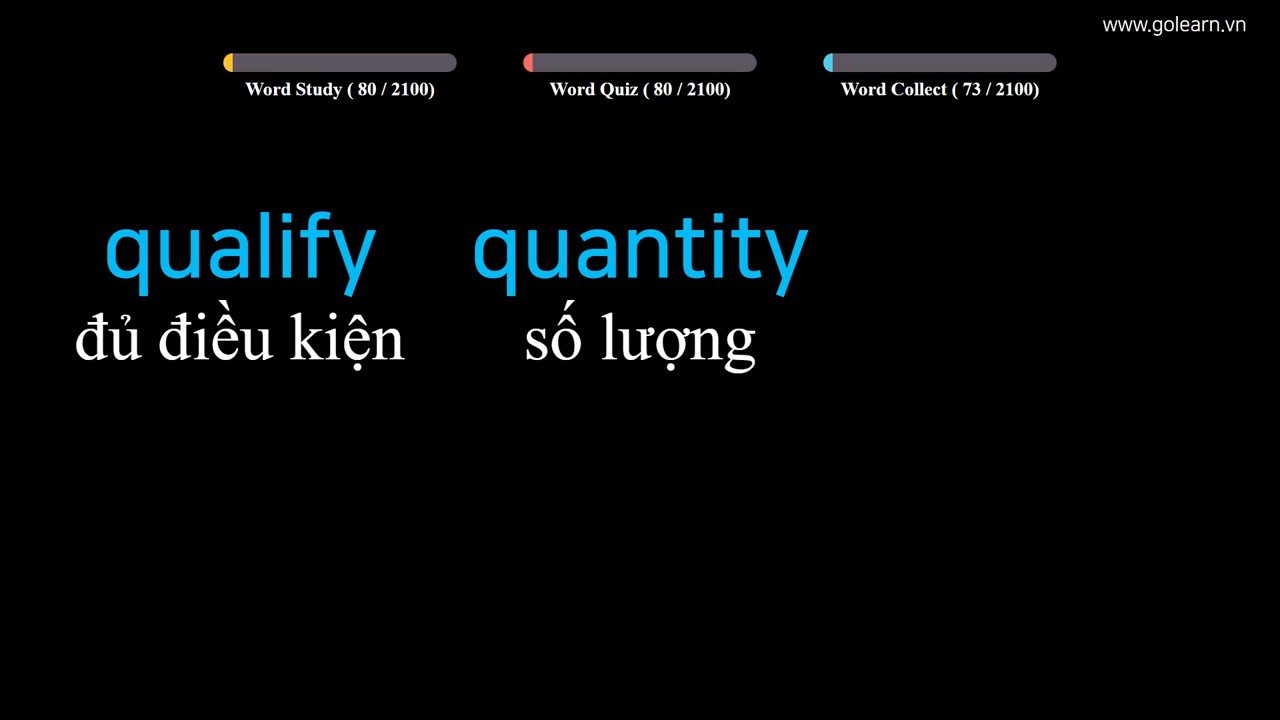 www.golearn.vn
Word Study ( 80 / 2100)
Word Quiz ( 80 / 2100)
Word Collect ( 73 / 2100)
qualify
đủ điều kiện
quantity
số lượng